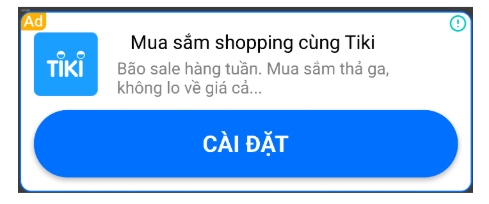 Ad
Mua sắm shopping cùng Tiki
TIKI
Bão sale hàng tuần. Mua sắm thả ga,
không lo về giá cả...
CÀI ĐẶT